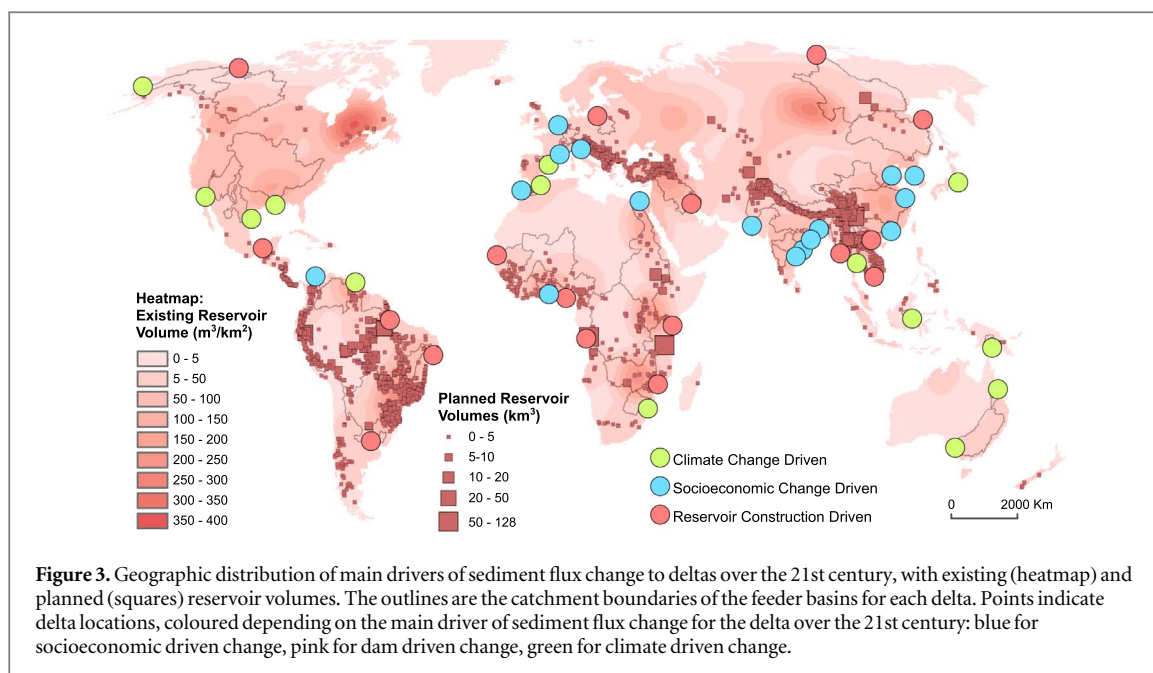 Heatmap:
Existing Reservoir
Volume (m³/km²)
0 - 5
5 - 50
50 - 100
100 - 150
150 - 200
200 - 250
250 - 300
300 - 350
350 - 400
Planned Reservoir
Volumes (km³)
0 - 5
5-10
10 - 20
20 - 50
50 - 128
Climate Change Driven
Socioeconomic Change Driven
Reservoir Construction Driven
0 2000 Km
Figure 3. Geographic distribution of main drivers of sediment flux change to deltas over the 21st century, with existing (heatmap) and
planned (squares) reservoir volumes. The outlines are the catchment boundaries of the feeder basins for each delta. Points indicate
delta locations, coloured depending on the main driver of sediment flux change for the delta over the 21st century: blue for
socioeconomic driven change, pink for dam driven change, green for climate driven change.